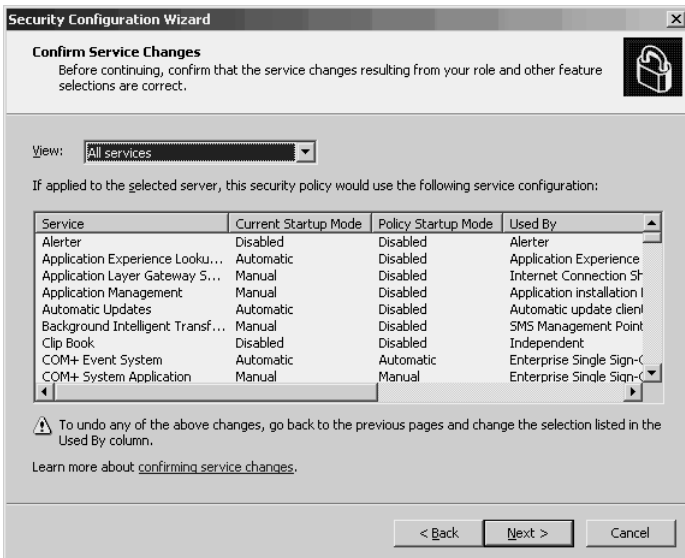 Security Configuration Wizard
Confirm Service Changes
Before continuing, confirm that the service changes resulting from your role and other feature
selections are correct.
View: All services
If applied to the selected server, this security policy would use the following service configuration:
Service Current Startup Mode Policy Startup Mode Used By
Alerter Disabled Disabled Alerter
Application Experience Looku... Automatic Disabled Application Experience
Application Layer Gateway S... Manual Disabled Internet Connection Sh
Application Management Manual Disabled Application installation
Automatic Updates Automatic Disabled Automatic update client
Background Intelligent Transf... Manual Disabled SMS Management Point
Clip Book Disabled Disabled Independent
COM+ Event System Automatic Automatic Enterprise Single Sign-
COM+ System Application Manual Manual Enterprise Single Sign-
To undo any of the above changes, go back to the previous pages and change the selection listed in the
Used By column.
Learn more about confirming service changes.
< Back Next > Cancel